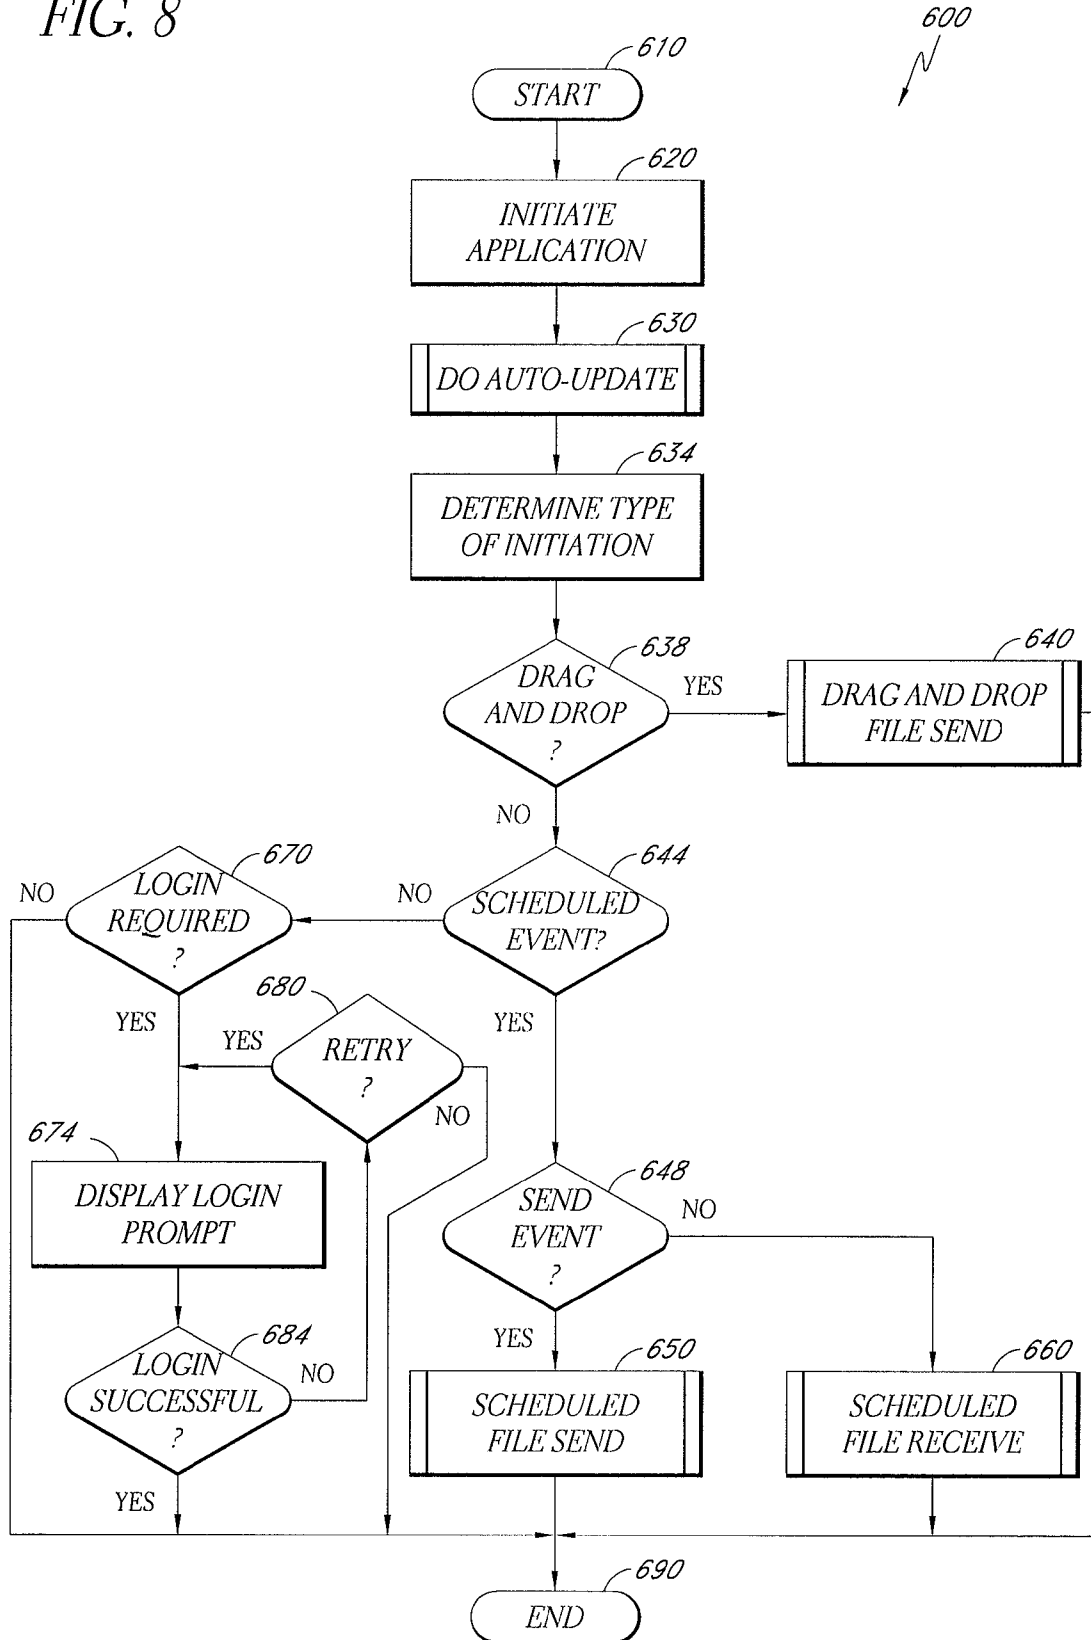 FIG. 8
600
610
START
620
INITIATE
APPLICATION
630
DO AUTO-UPDATE
634
DETERMINE TYPE
OF INITIATION
638
DRAG
AND DROP
?
YES
640
DRAG AND DROP
FILE SEND
NO
670
LOGIN
REQUIRED
?
NO
NO
644
SCHEDULED
EVENT?
YES
680
RETRY
?
YES
NO
YES
674
DISPLAY LOGIN
PROMPT
648
SEND
EVENT
?
NO
684
LOGIN
SUCCESSFUL
?
NO
YES
650
SCHEDULED
FILE SEND
660
SCHEDULED
FILE RECEIVE
YES
690
END